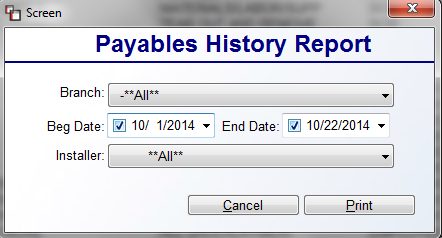 Screen
Payables History Report
Branch: -**All**
Beg Date: 10/ 1/2014 End Date: 10/22/2014
Installer: **All**
Cancel Print